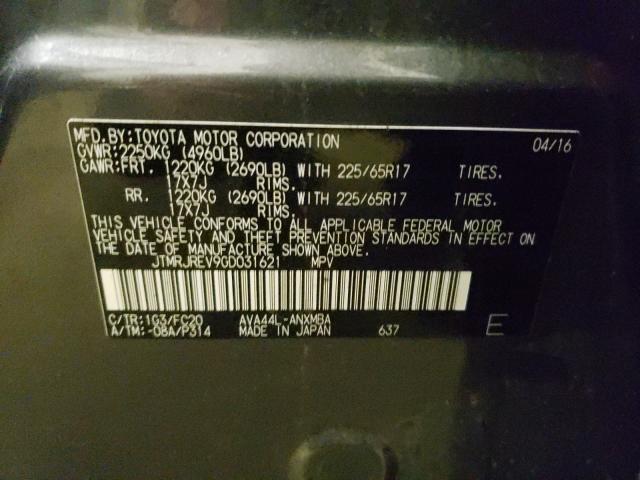 MFD. BY: TOYOTA MOTOR CORPORATION 04/16
GVWR: 2250KG (4960LB)
GAWR: FRT. 1220KG (2690LB) WITH 225/65R17 TIRES.
17X7J RIMS.
RR. 1220KG (2690LB) WITH 225/65R17 TIRES.
17X7J RIMS.
THIS VEHICLE CONFORMS TO ALL APPLICABLE FEDERAL MOTOR
VEHICLE SAFETY AND THEFT PREVENTION STANDARDS IN EFFECT ON
THE DATE OF MANUFACTURE SHOWN ABOVE.
JTMRJREV9GD031621 MPV
C/TR: 1G3/FC20 AVA44L-ANXMBA
A/TM: -08A/P314 MADE IN JAPAN 637 E